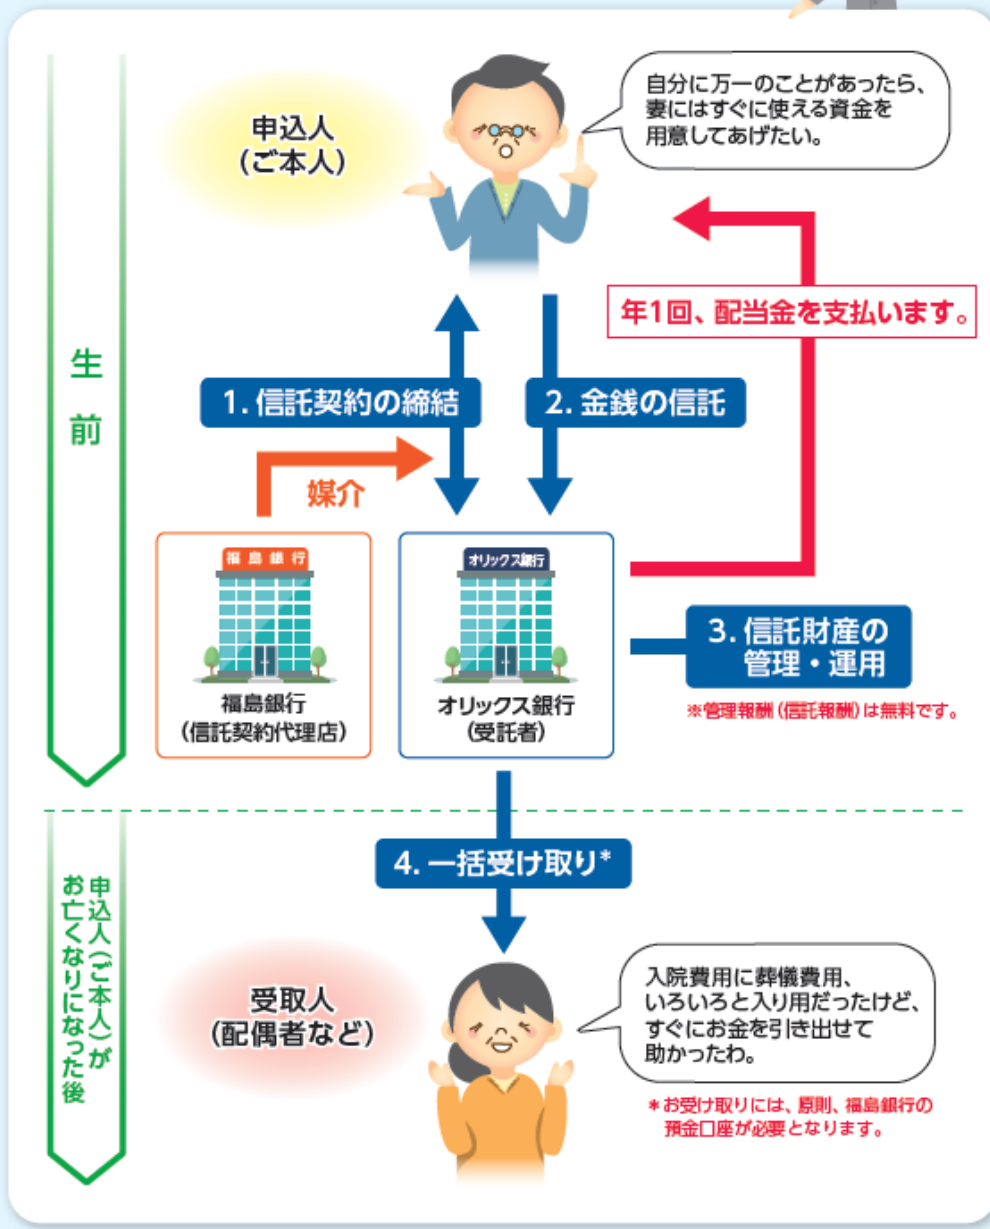 申込人
(ご本人)
自分に万一のことがあったら、
妻にはすぐに使える資金を
用意してあげたい。
年1回、配当金を支払います。
生前
1. 信託契約の締結
2. 金銭の信託
媒介
福島銀行
福島銀行
(信託契約代理店)
オリックス銀行
オリックス銀行
(受託者)
3. 信託財産の
管理・運用
※管理報酬(信託報酬)は無料です。
4. 一括受け取り*
申込人(ご本人)が
お亡くなりになった後
受取人
(配偶者など)
入院費用に葬儀費用、
いろいろと入り用だったけど、
すぐにお金を引き出せて
助かったわ。
*お受け取りには、原則、福島銀行の
預金口座が必要となります。